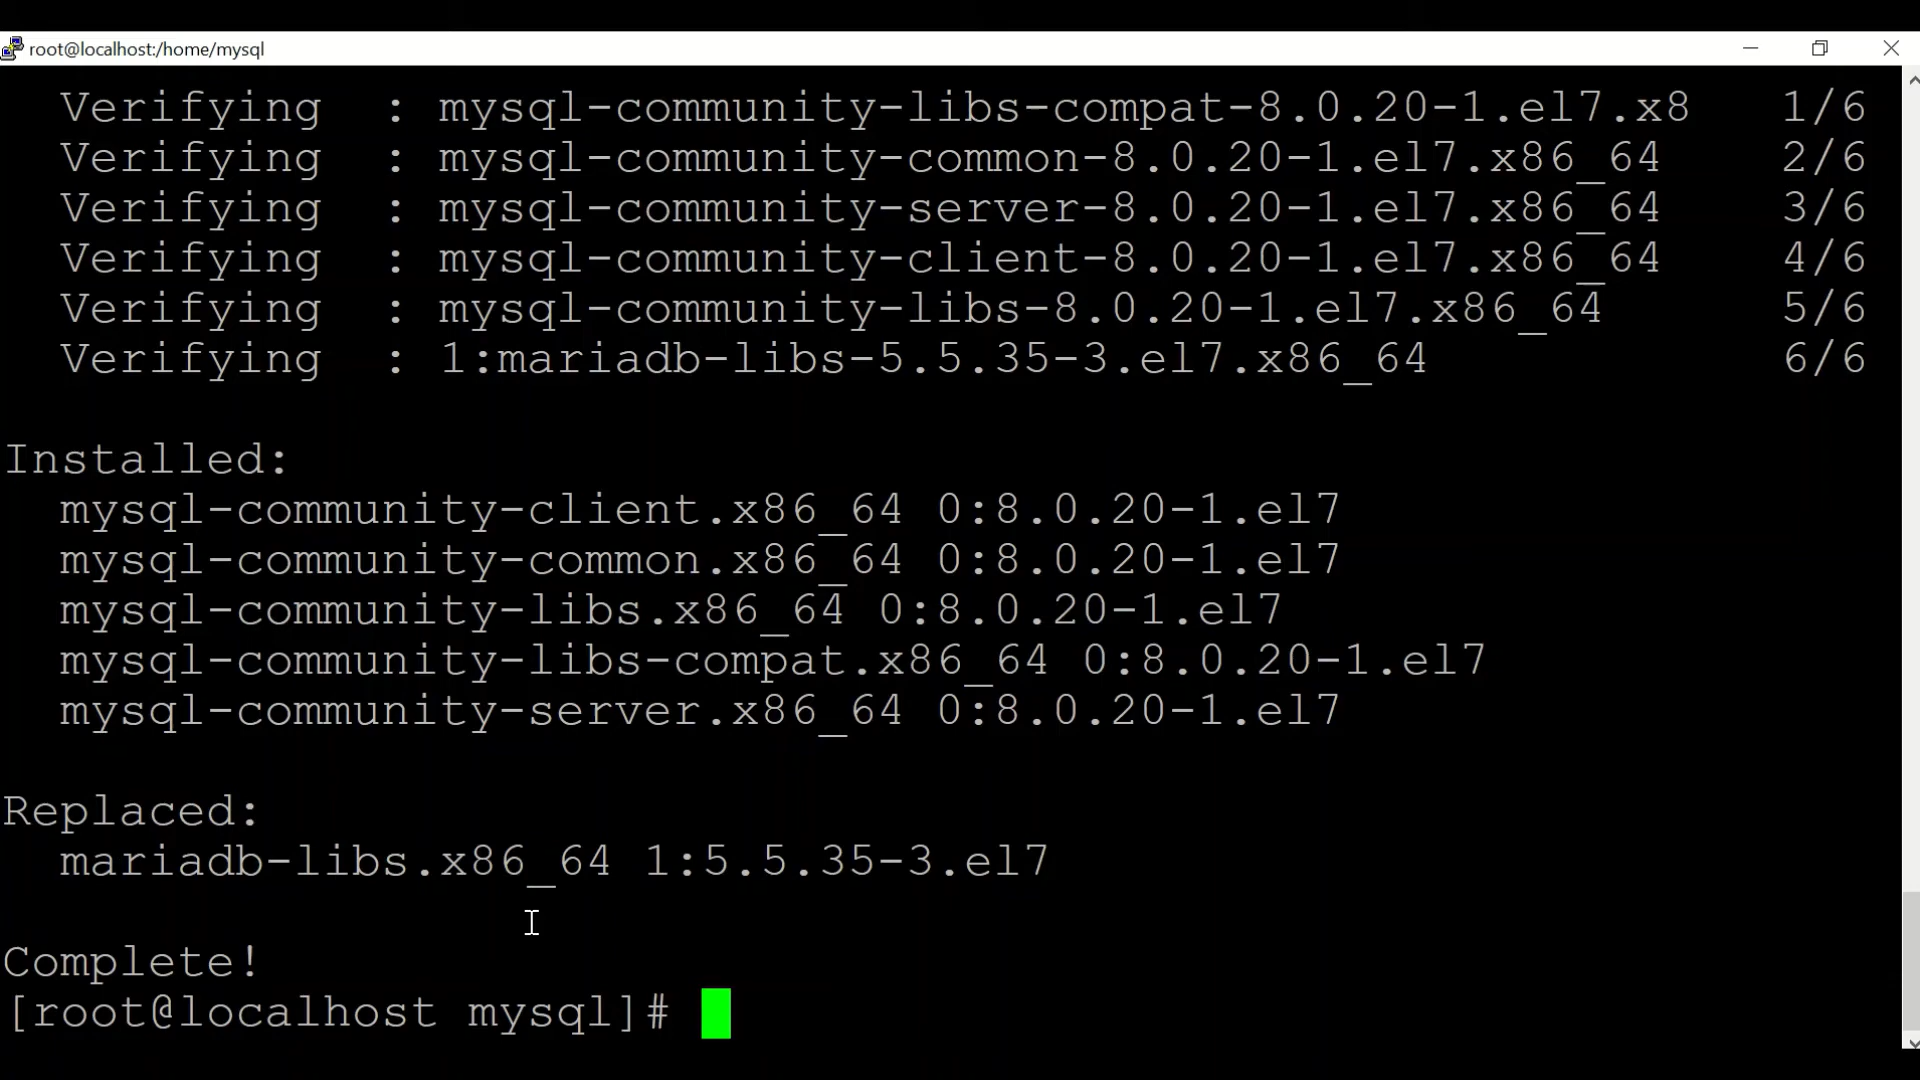 root@localhost:/home/mysql
Verifying : mysql-community-libs-compat-8.0.20-1.el7.x8 1/6
Verifying : mysql-community-common-8.0.20-1.el7.x86_64 2/6
Verifying : mysql-community-server-8.0.20-1.el7.x86_64 3/6
Verifying : mysql-community-client-8.0.20-1.el7.x86_64 4/6
Verifying : mysql-community-libs-8.0.20-1.el7.x86_64 5/6
Verifying : 1:mariadb-libs-5.5.35-3.el7.x86_64 6/6
Installed:
mysql-community-client.x86_64 0:8.0.20-1.el7
mysql-community-common.x86_64 0:8.0.20-1.el7
mysql-community-libs.x86_64 0:8.0.20-1.el7
mysql-community-libs-compat.x86_64 0:8.0.20-1.el7
mysql-community-server.x86_64 0:8.0.20-1.el7
Replaced:
mariadb-libs.x86_64 1:5.5.35-3.el7
Complete!
[root@localhost mysql]#